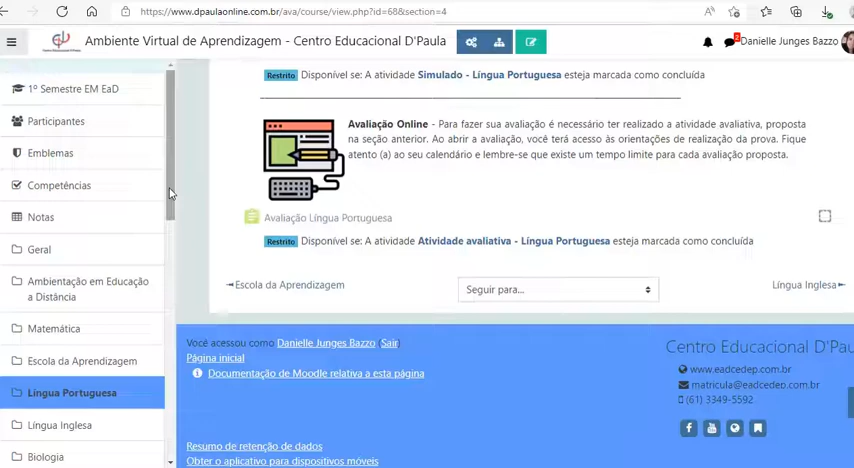 https://www.dpaulaonline.com.br/ava/course/view.php?id=68&section=4
Ambiente Virtual de Aprendizagem - Centro Educacional D'Paula
2
Danielle Junges Bazzo
1º Semestre EM EaD
Participantes
Emblemas
Competências
Notas
Geral
Ambientação em Educação
a Distância
Matemática
Escola da Aprendizagem
Língua Portuguesa
Língua Inglesa
Biologia
Restrito Disponível se: A atividade Simulado - Língua Portuguesa esteja marcada como concluída
Avaliação Online - Para fazer sua avaliação é necessário ter realizado a atividade avaliativa, proposta
na seção anterior. Ao abrir a avaliação, você terá acesso às orientações de realização da prova. Fique
atento (a) ao seu calendário e lembre-se que existe um tempo limite para cada avaliação proposta.
Avaliação Língua Portuguesa
Restrito Disponível se: A atividade Atividade avaliativa - Língua Portuguesa esteja marcada como concluída
◄Escola da Aprendizagem
Seguir para...
Língua Inglesa►
Você acessou como Danielle Junges Bazzo (Sair)
Página inicial
Documentação de Moodle relativa a esta página
Resumo de retenção de dados
Obter o aplicativo para dispositivos móveis
Centro Educacional D'Pau
www.eadcedep.com.br
matricula@eadcedep.com.br
(61) 3349-5592